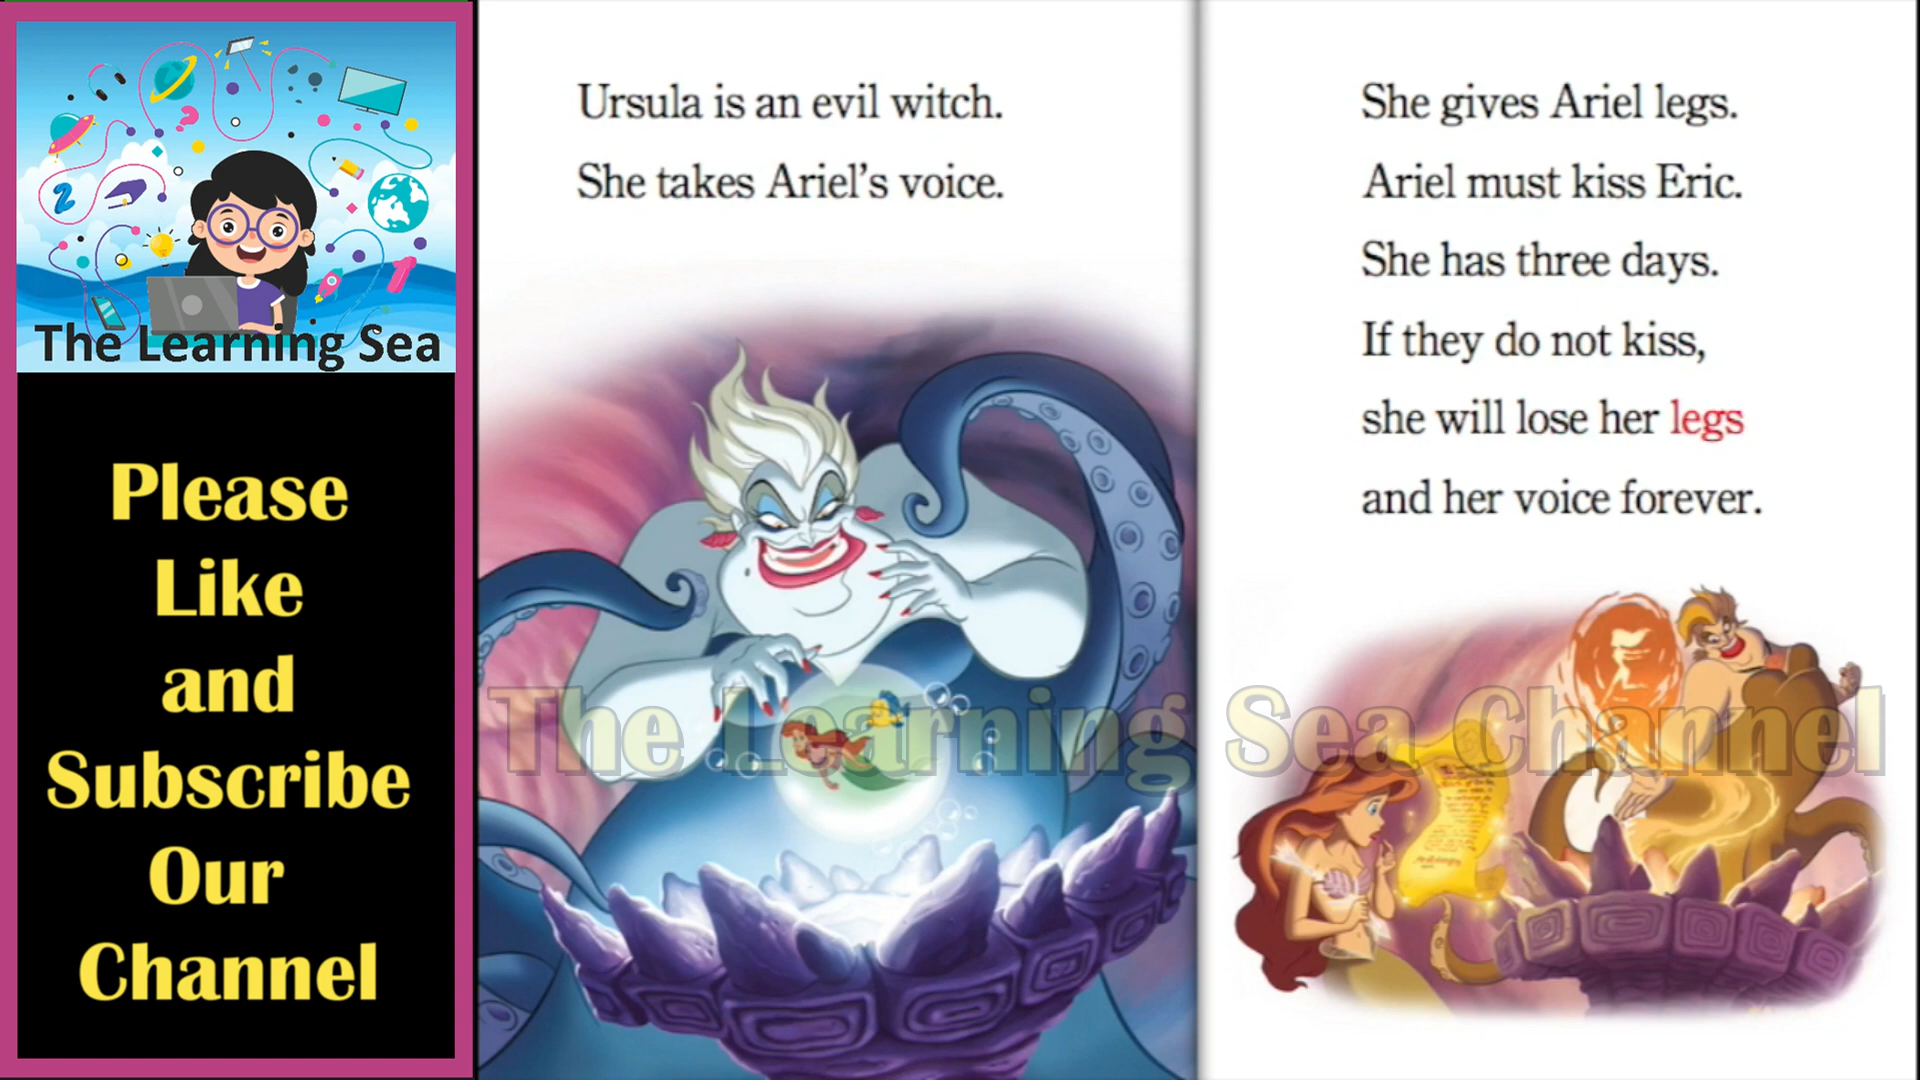 The Learning Sea
Please
Like
and
Subscribe
Our
Channel
Ursula is an evil witch.
She takes Ariel's voice.
She gives Ariel legs.
Ariel must kiss Eric.
She has three days.
If they do not kiss,
she will lose her legs
and her voice forever.
The Learning Sea Channel